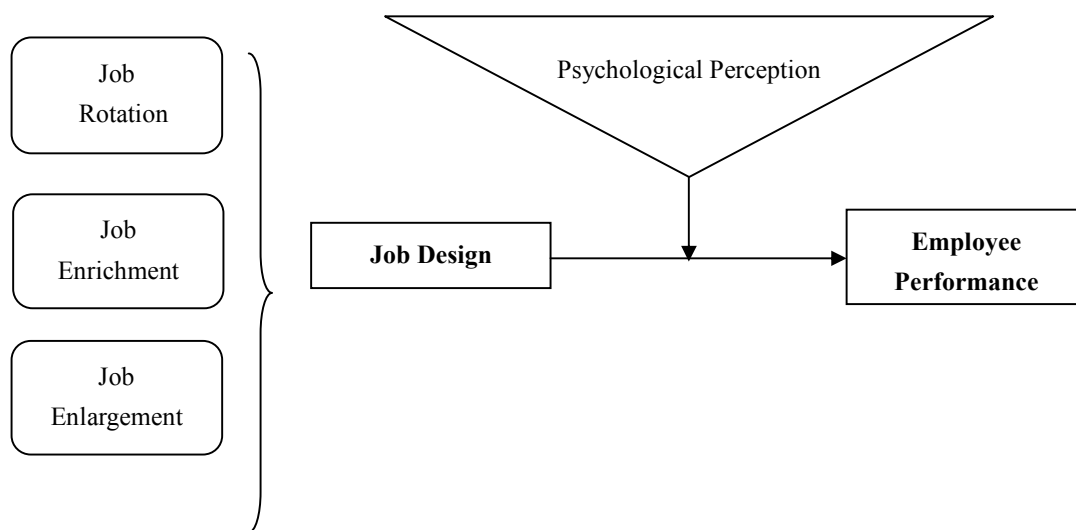 Job
Rotation
Job
Enrichment
Job
Enlargement
Psychological Perception
Job Design
Employee
Performance